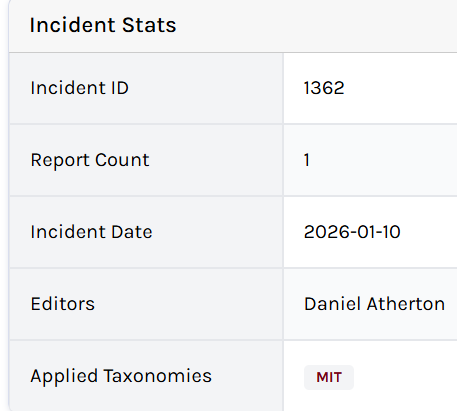 Incident Stats
Incident ID 1362
Report Count 1
Incident Date 2026-01-10
Editors Daniel Atherton
Applied Taxonomies MIT